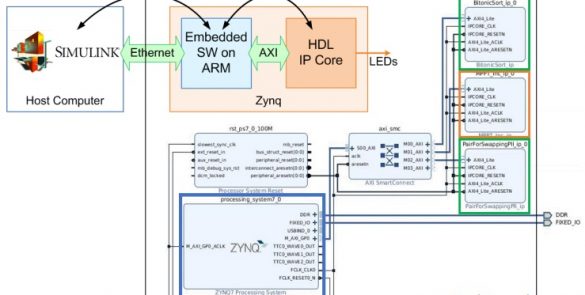 SIMULINK
Host Computer
Ethernet
Embedded
SW on
ARM
AXI
HDL
IP Core
LEDs
Zynq
BitonicSort_ip_0
AXI4_Lite
IPCORE_CLK
IPCORE_RESETN
AXI4_Lite_ACLK
AXI4_Lite_ARESETN
BitonicSort_ip
AXI4_Lite
IPCORE_CLK
IPCORE_RESETN
AXI4_Lite_ACLK
AXI4_Lite_ARESETN
PairForSwappingPII_ip_0
AXI4_Lite
IPCORE_CLK
IPCORE_RESETN
AXI4_Lite_ACLK
AXI4_Lite_ARESETN
PairForSwappingPII_ip
rst_ps7_0_100M
slowest_sync_clk
ext_reset_in
aux_reset_in
mb_debug_sys_rst
dcm_locked
mb_reset
bus_struct_reset[0:0]
peripheral_reset[0:0]
interconnect_aresetn[0:0]
peripheral_aresetn[0:0]
Processor System Reset
axi_smc
S00_AXI
aclk
aresetn
M00_AXI
M01_AXI
M02_AXI
AXI SmartConnect
processing_system7_0
M_AXI_GP0_ACLK
ZYNQ
DDR
FIXED_IO
USBIND_0
M_AXI_GP0
TTC0_WAVE0_OUT
TTC0_WAVE1_OUT
TTC0_WAVE2_OUT
FCLK_CLK0
FCLK_RESET0_N
ZYNQ7 Processing System
DDR
FIXED_IO